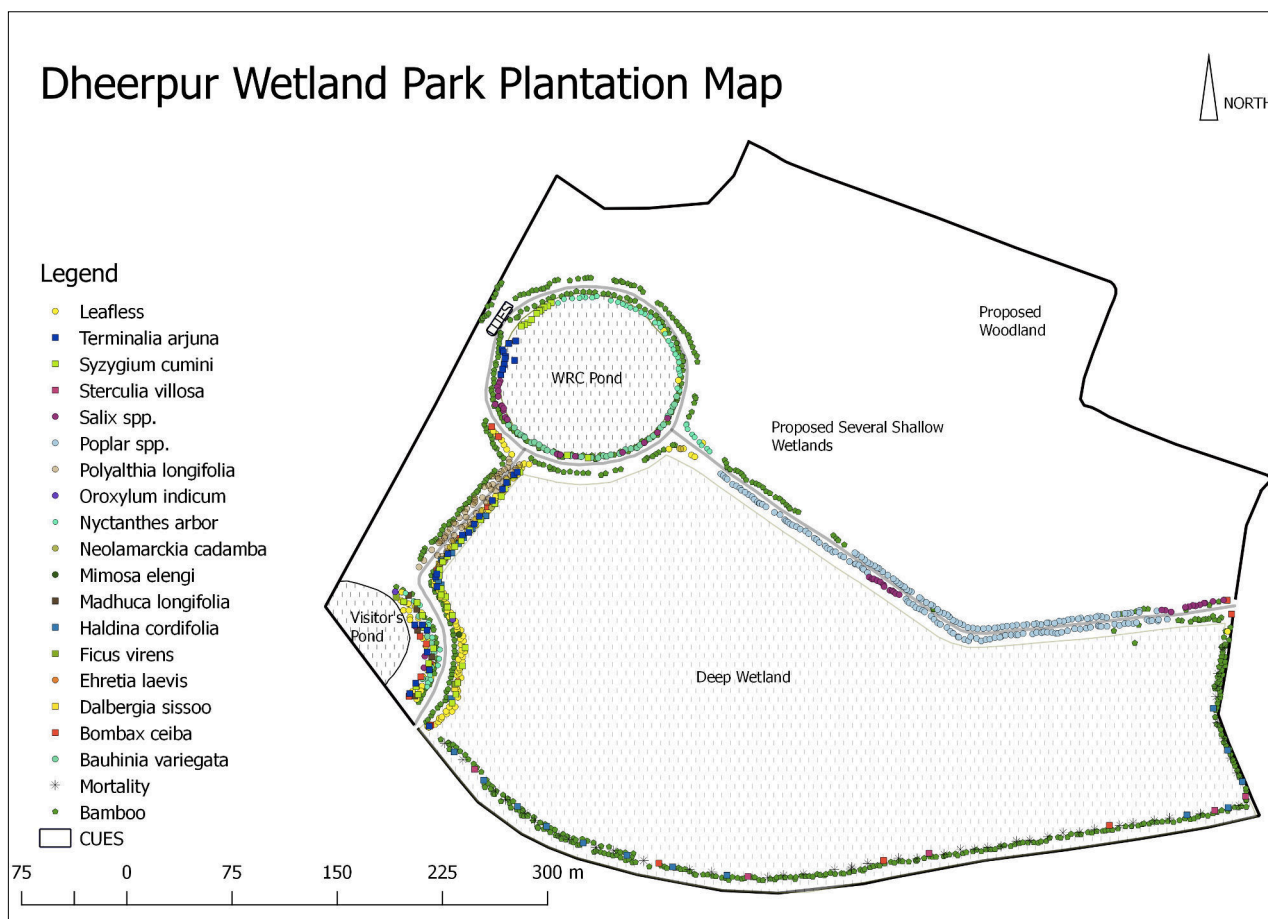 Dheerpur Wetland Park Plantation Map
NORTH
Legend
Leafless
Terminalia arjuna
Syzygium cumini
Sterculia villosa
Salix spp.
Poplar spp.
Polyalthia longifolia
Oroxylum indicum
Nyctanthes arbor
Neolamarckia cadamba
Mimosa elengi
Madhuca longifolia
Haldina cordifolia
Ficus virens
Ehretia laevis
Dalbergia sissoo
Bombax ceiba
Bauhinia variegata
Mortality
Bamboo
CUES
75 0 75 150 225 300 m
CUES
WRC Pond
Proposed
Woodland
Proposed Several Shallow
Wetlands
Visitor's
Pond
Deep Wetland